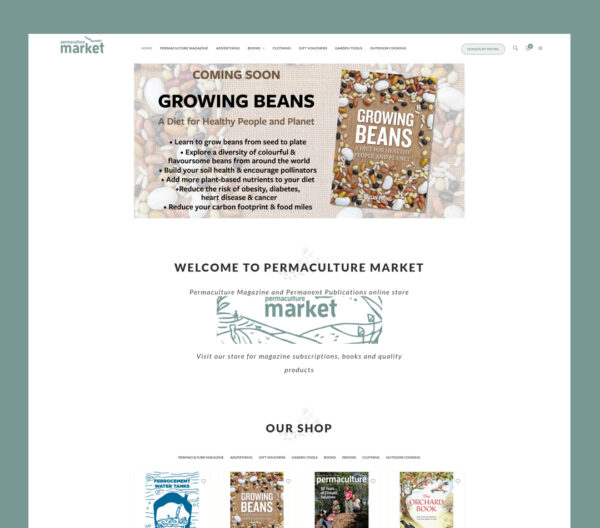 permaculture
market
HOME PERMACULTURE MAGAZINE ADVERTISING BOOKS CLOTHING GIFT VOUCHERS GARDEN TOOLS OUTDOOR COOKING
COMING SOON
GROWING BEANS
A Diet for Healthy People and Planet
• Learn to grow beans from seed to plate
• Explore a diversity of colourful &
flavoursome beans from around the world
• Build your soil health & encourage pollinators
• Add more plant-based nutrients to your diet
•Reduce the risk of obesity, diabetes,
heart disease & cancer
• Reduce your carbon footprint & food miles
GROWING
BEANS
A DIET FOR HEALTHY
PEOPLE AND PLANET
WELCOME TO PERMACULTURE MARKET
Permaculture Magazine and Permanent Publications online store
permaculture
market
Visit our store for magazine subscriptions, books and quality
products
OUR SHOP
PERMACULTURE MAGAZINE ADVERTISING GIFT VOUCHERS GARDEN TOOLS BOOKS EBOOKS CLOTHING OUTDOOR COOKING
FERROCEMENT
WATER TANKS
GROWING
BEANS
permaculture
The
ORCHARD
BOOK